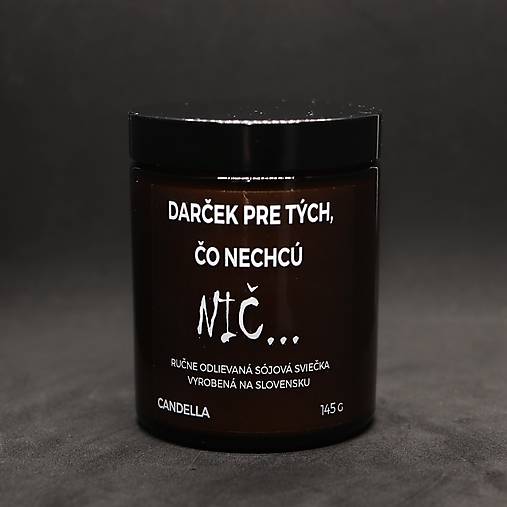 DARČEK PRE TÝCH,
ČO NECHCÚ
NIČ...
RUČNE ODLIEVANÁ SÓJOVÁ SVIEČKA
VYROBENÁ NA SLOVENSKU
CANDELLA 145 G